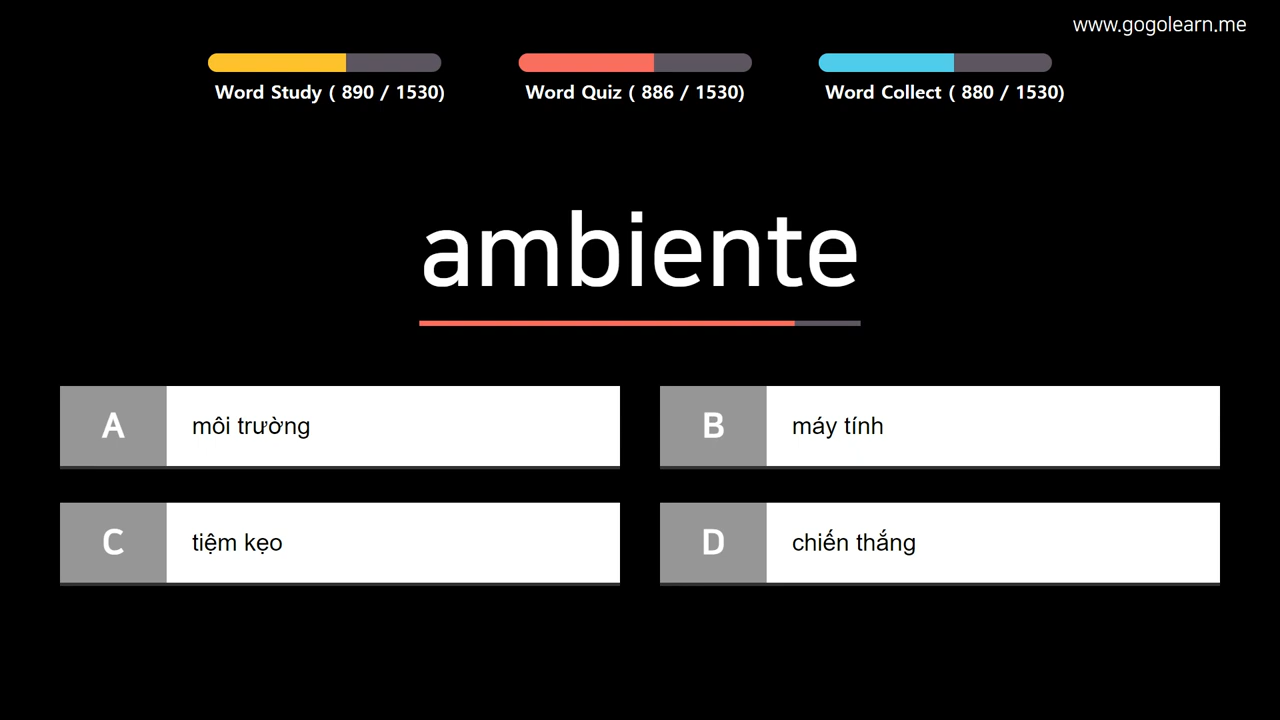 www.gogolearn.me
Word Study ( 890 / 1530)
Word Quiz ( 886 / 1530)
Word Collect ( 880 / 1530)
ambiente
A
môi trường
B
máy tính
C
tiệm kẹo
D
chiến thắng